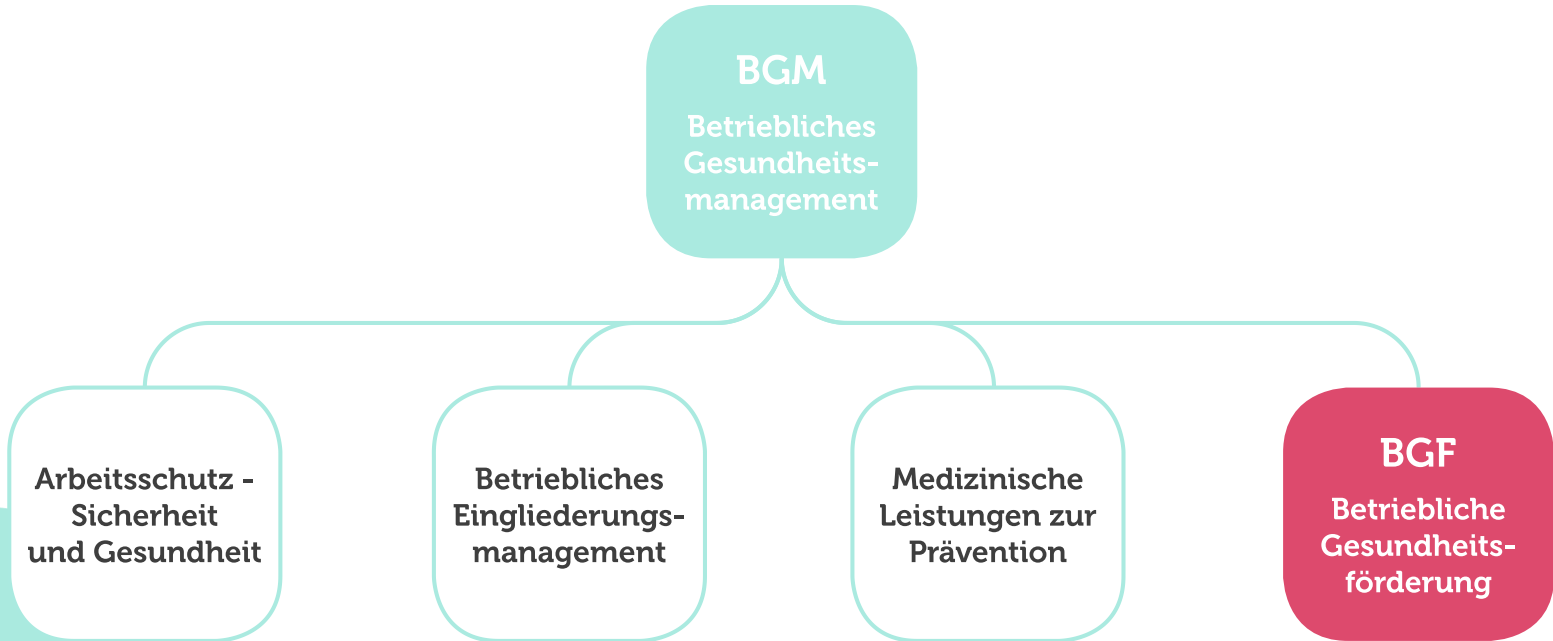 BGM
Betriebliches
Gesundheits-
management
Arbeitsschutz -
Sicherheit
und Gesundheit
Betriebliches
Eingliederungs-
management
Medizinische
Leistungen zur
Prävention
BGF
Betriebliche
Gesundheits-
förderung